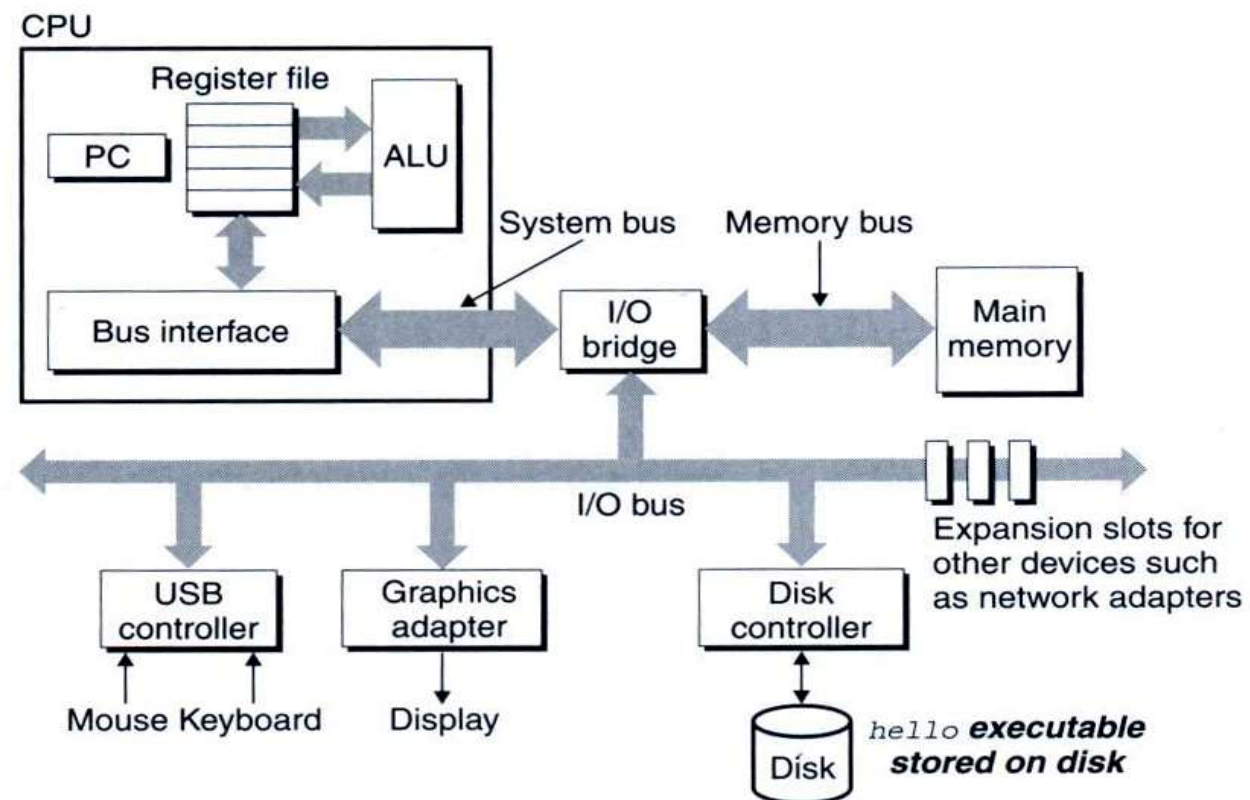 CPU
Register file
PC
ALU
System bus
Memory bus
Bus interface
I/O
bridge
Main
memory
I/O bus
Expansion slots for
other devices such
as network adapters
USB
controller
Graphics
adapter
Disk
controller
Mouse Keyboard
Display
Disk
hello executable
stored on disk